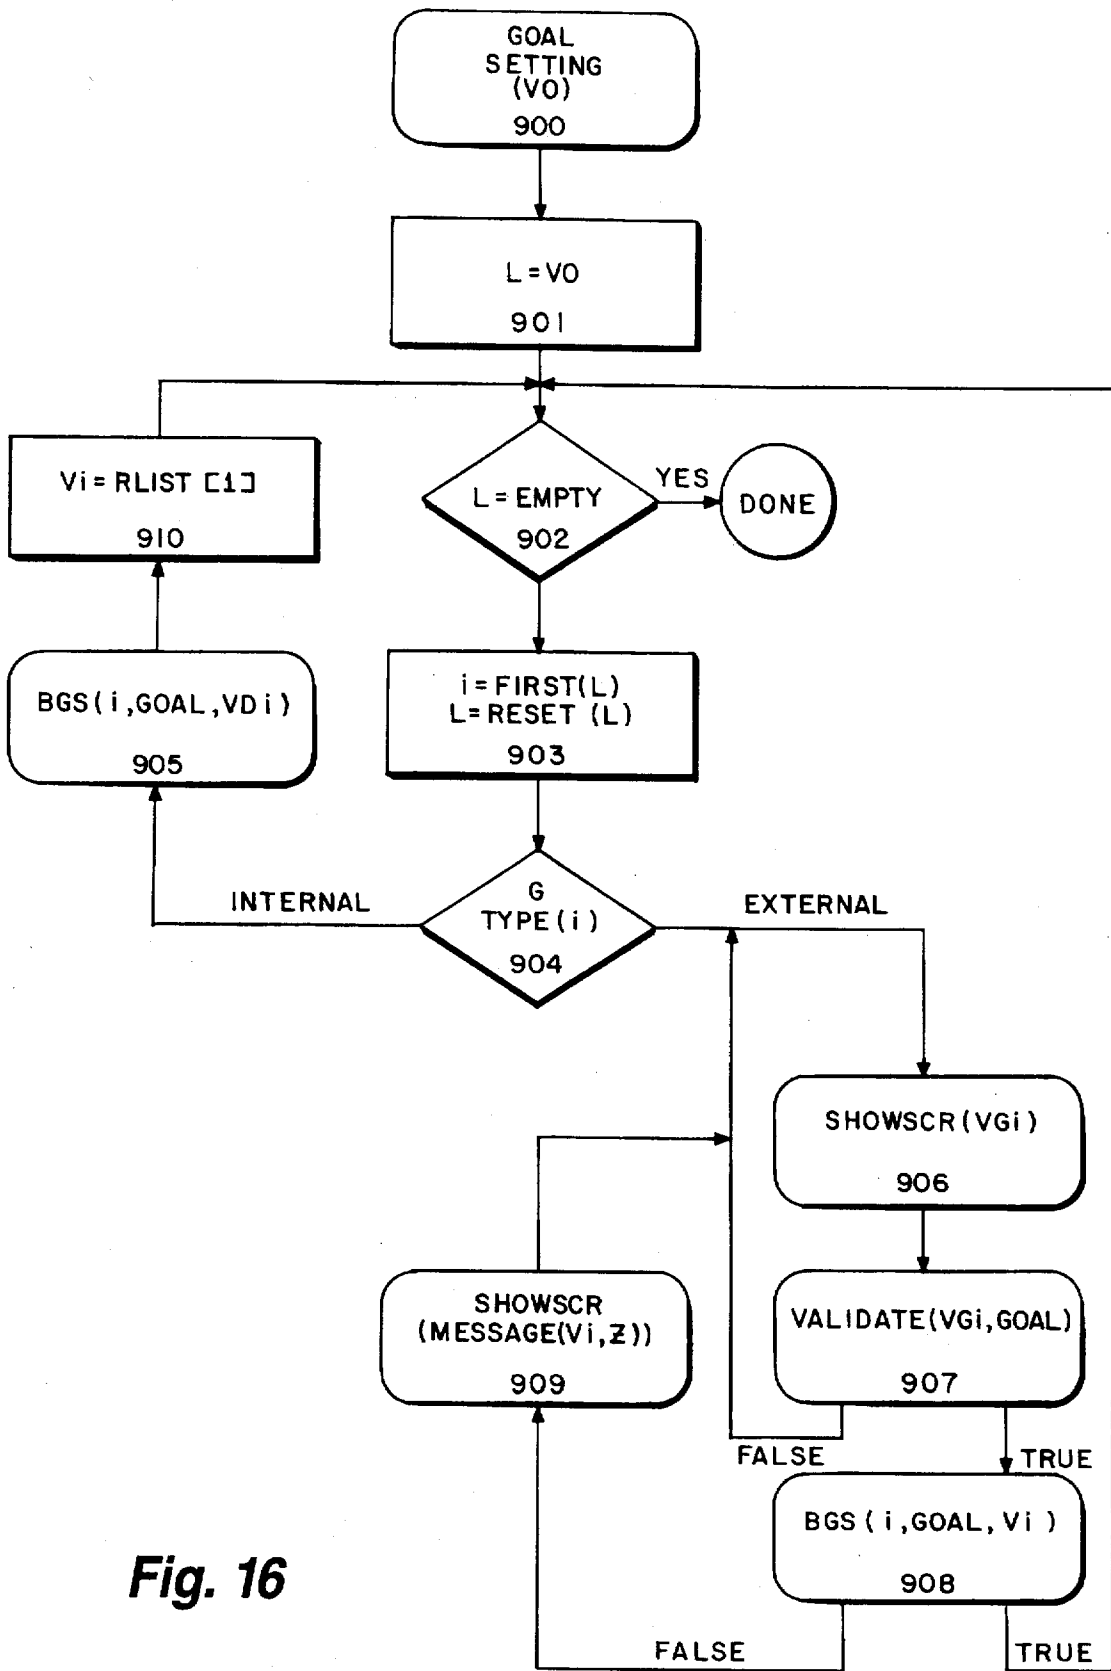 GOAL
SETTING
(VO)
900
L=VO
901
Vi=RLIST [1]
910
L=EMPTY
902
YES
DONE
BGS(i,GOAL,VDi)
905
i=FIRST(L)
L=RESET (L)
903
INTERNAL
G
TYPE(i)
904
EXTERNAL
SHOWSCR(VGi)
906
SHOWSCR
(MESSAGE(Vi,Z))
909
VALIDATE(VGi,GOAL)
907
FALSE
TRUE
BGS(i,GOAL,Vi)
908
FALSE
TRUE
Fig. 16